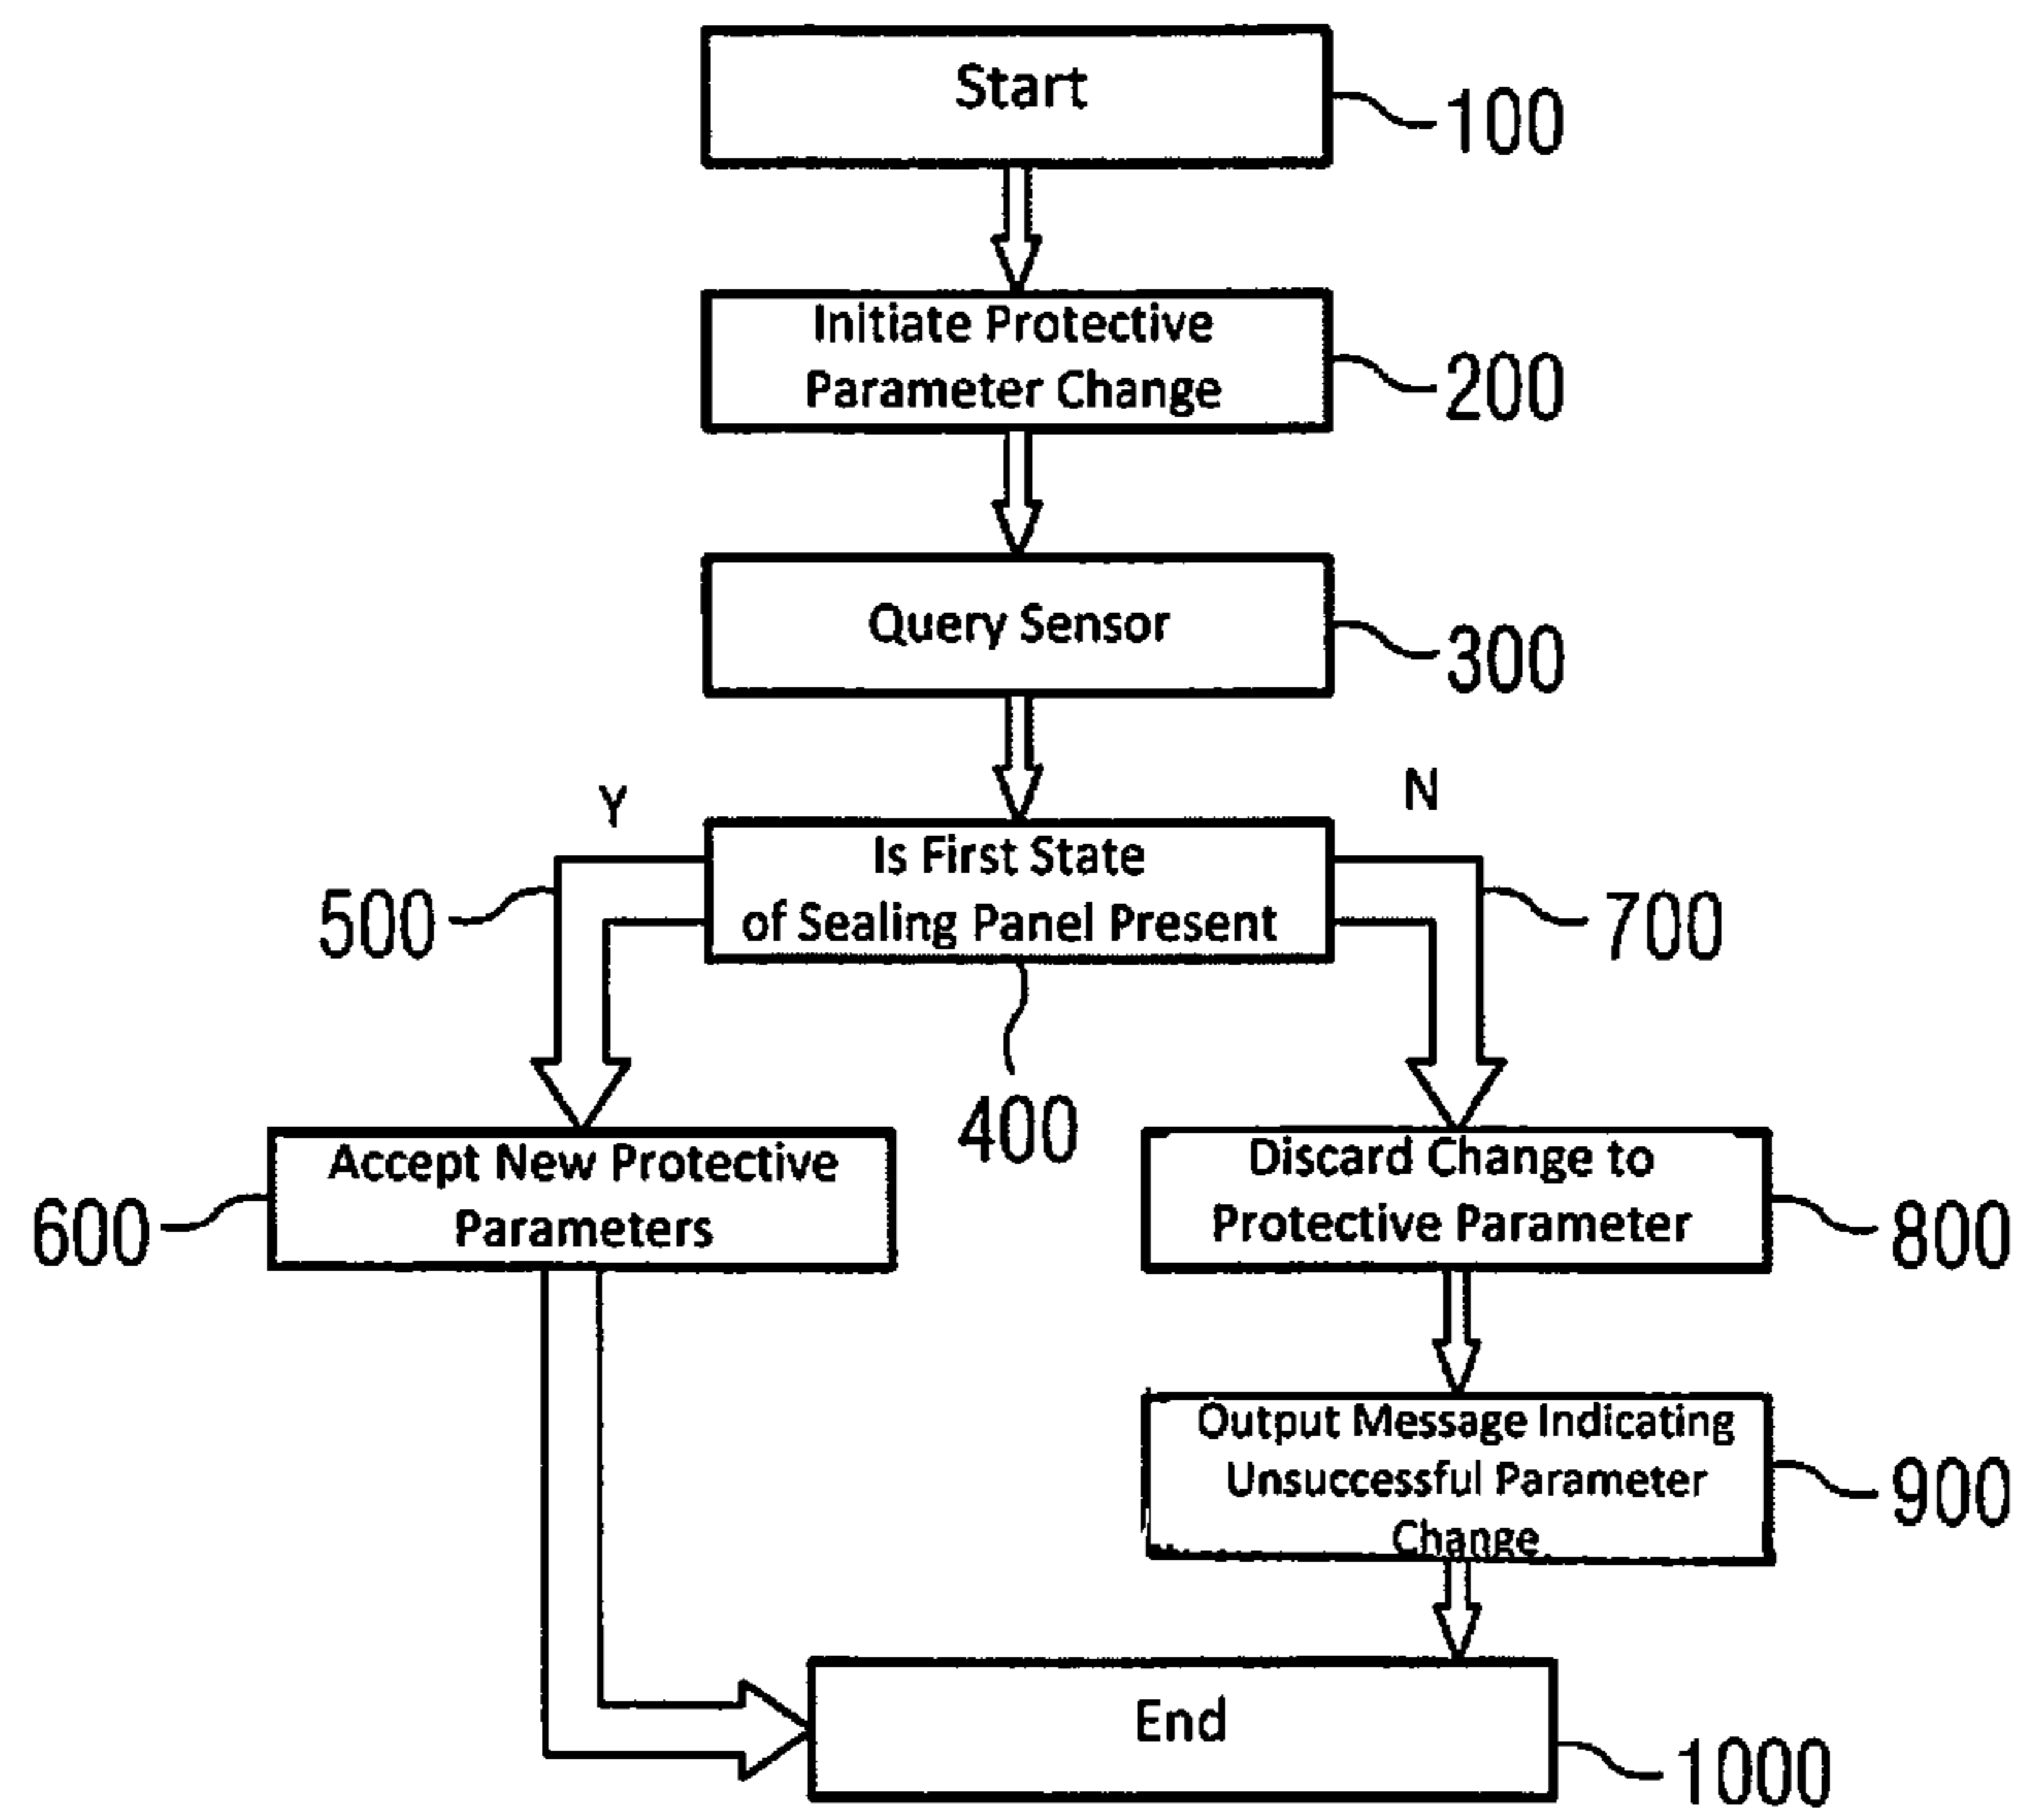 Start
100
Initiate Protective
Parameter Change
200
Query Sensor
300
Y
N
Is First State
of Sealing Panel Present
500
700
400
Accept New Protective
Parameters
600
Discard Change to
Protective Parameter
800
Output Message Indicating
Unsuccessful Parameter
Change
900
End
1000